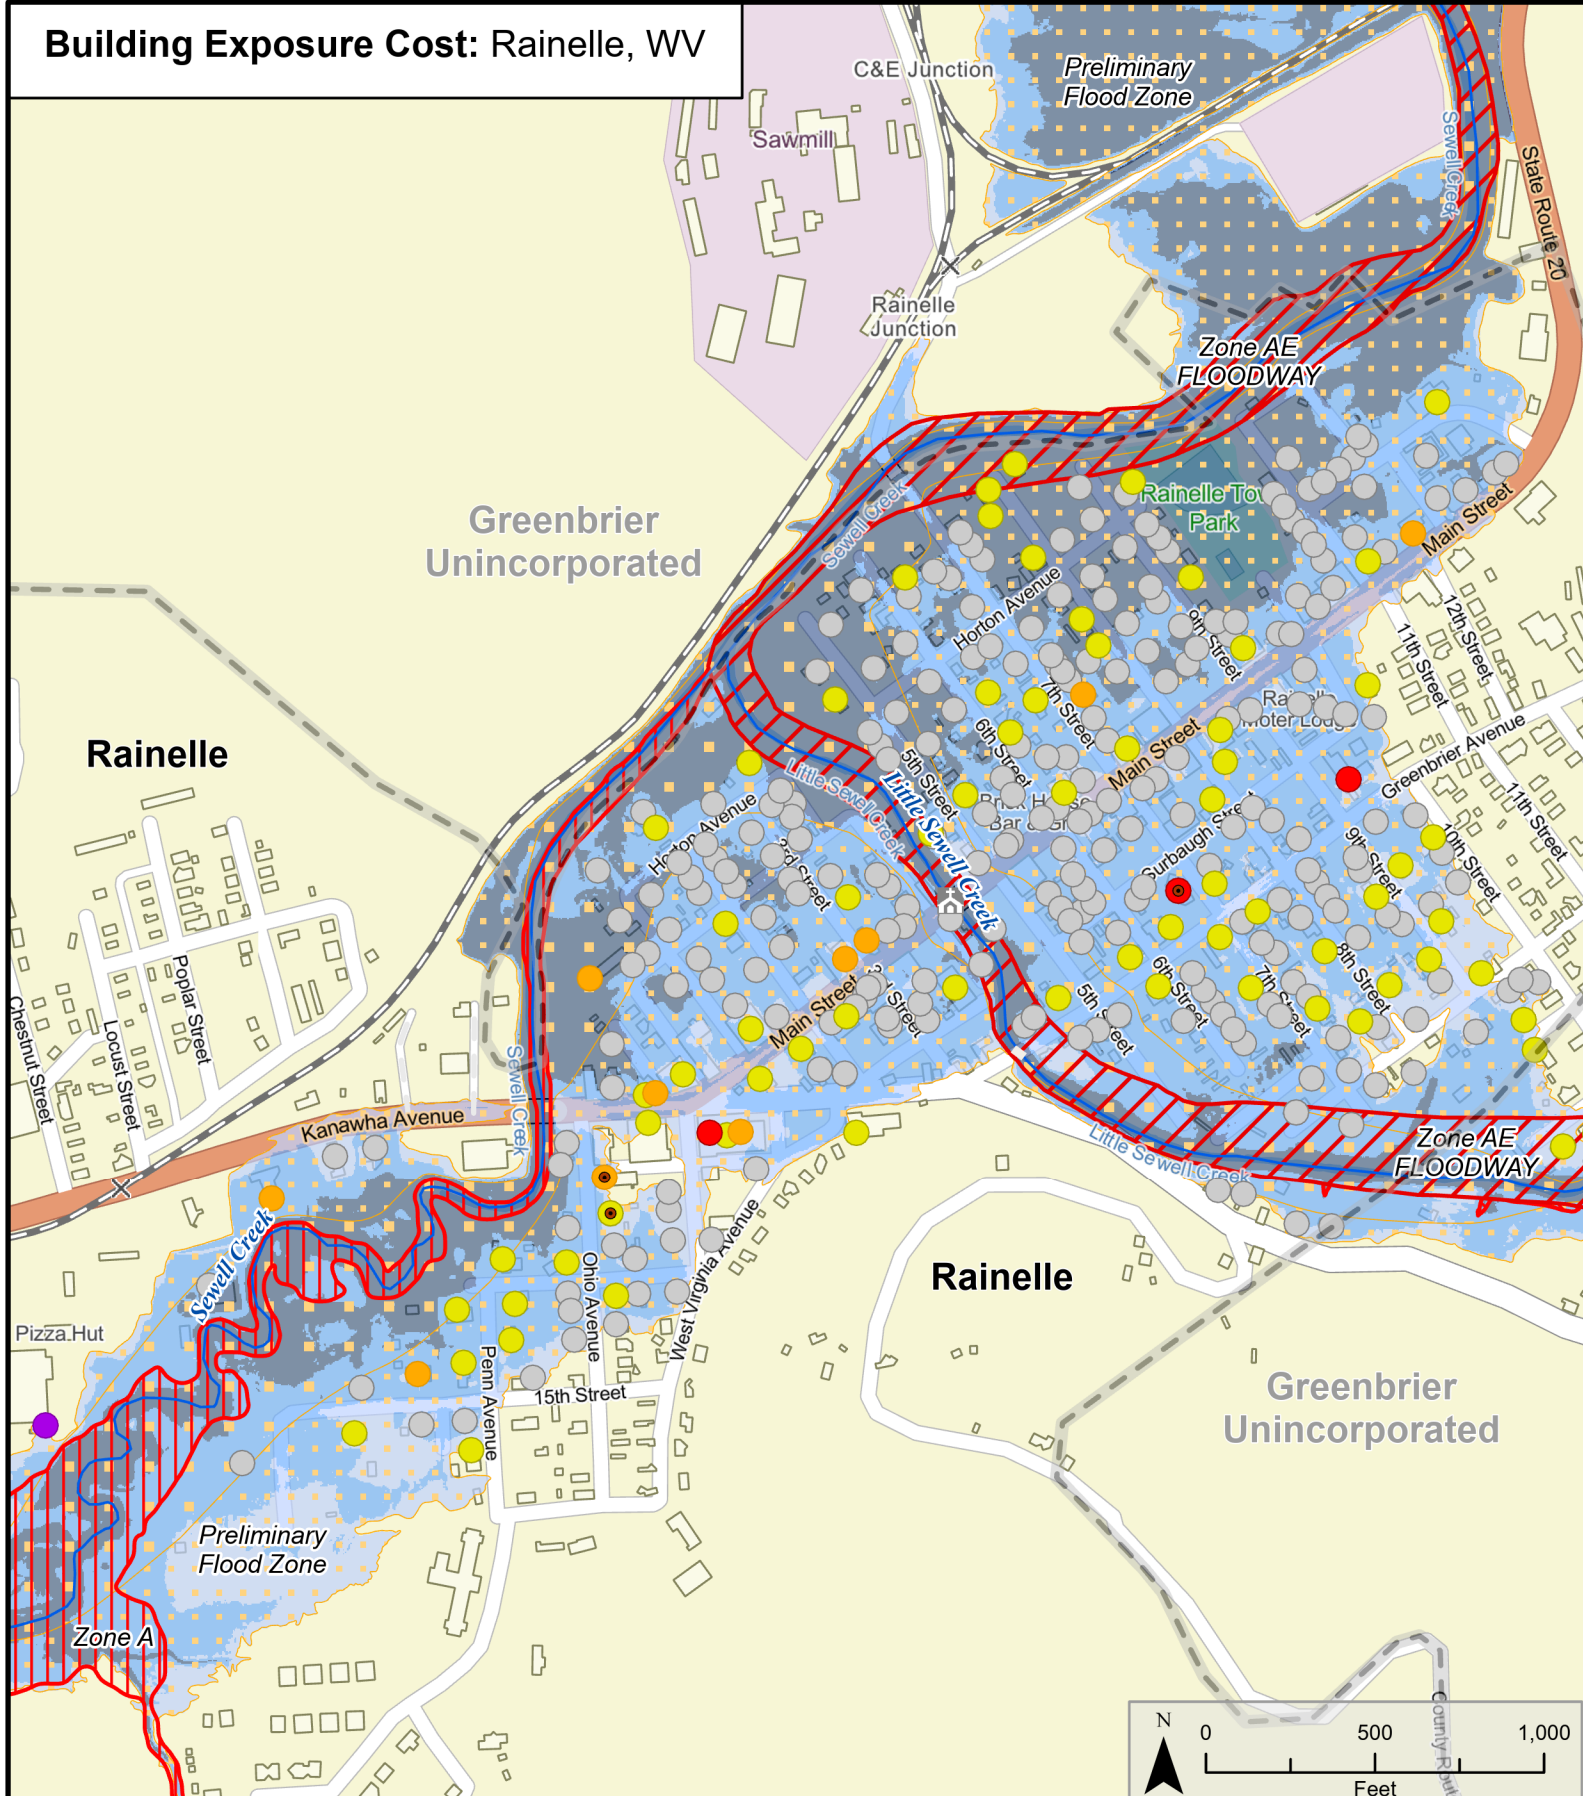 Building Exposure Cost: Rainelle, WV
C&E Junction
Preliminary
Flood Zone
Sawmill
Sewell Creek
State Route 20
Rainelle
Junction
Zone AE
FLOODWAY
Greenbrier
Unincorporated
Sewell Creek
Park
Main Street
Horton Avenue
9th Street
12th Street
11th Street
7th Street
6th Street
Main Street
Greenbrier Avenue
Rainelle
5th Street
Little Sewell Creek
Little Sewell Creek
Horton Avenue
3rd Street
9th Street
10th Street
11th Street
Poplar Street
Locust Street
Chestnut Street
Main Street
6th Street
7th Street
8th Street
5th Street
Sewell Creek
Kanawha Avenue
Little Sewell Creek
Zone AE
FLOODWAY
Sewell Creek
Pizza Hut
Ohio Avenue
West Virginia Avenue
Penn Avenue
15th Street
Rainelle
Greenbrier
Unincorporated
Preliminary
Flood Zone
Zone A
N
0 500 1,000
Feet